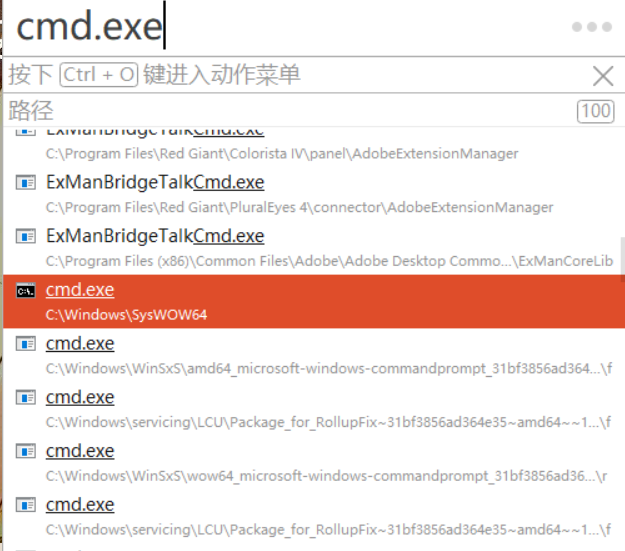 cmd.exe
按下 Ctrl + O 键进入动作菜单
路径 100
ExManBridgeTalkCmd.exe
C:\Program Files\Red Giant\Colorista IV\panel\AdobeExtensionManager
ExManBridgeTalkCmd.exe
C:\Program Files\Red Giant\PluralEyes 4\connector\AdobeExtensionManager
ExManBridgeTalkCmd.exe
C:\Program Files (x86)\Common Files\Adobe\Adobe Desktop Commo...\ExManCoreLib
cmd.exe
C:\Windows\SysWOW64
cmd.exe
C:\Windows\WinSxS\amd64_microsoft-windows-commandprompt_31bf3856ad364...\f
cmd.exe
C:\Windows\servicing\LCU\Package_for_RollupFix~31bf3856ad364e35~amd64~~1...\f
cmd.exe
C:\Windows\WinSxS\wow64_microsoft-windows-commandprompt_31bf3856ad36...\r
cmd.exe
C:\Windows\servicing\LCU\Package_for_RollupFix~31bf3856ad364e35~amd64~~1...\f